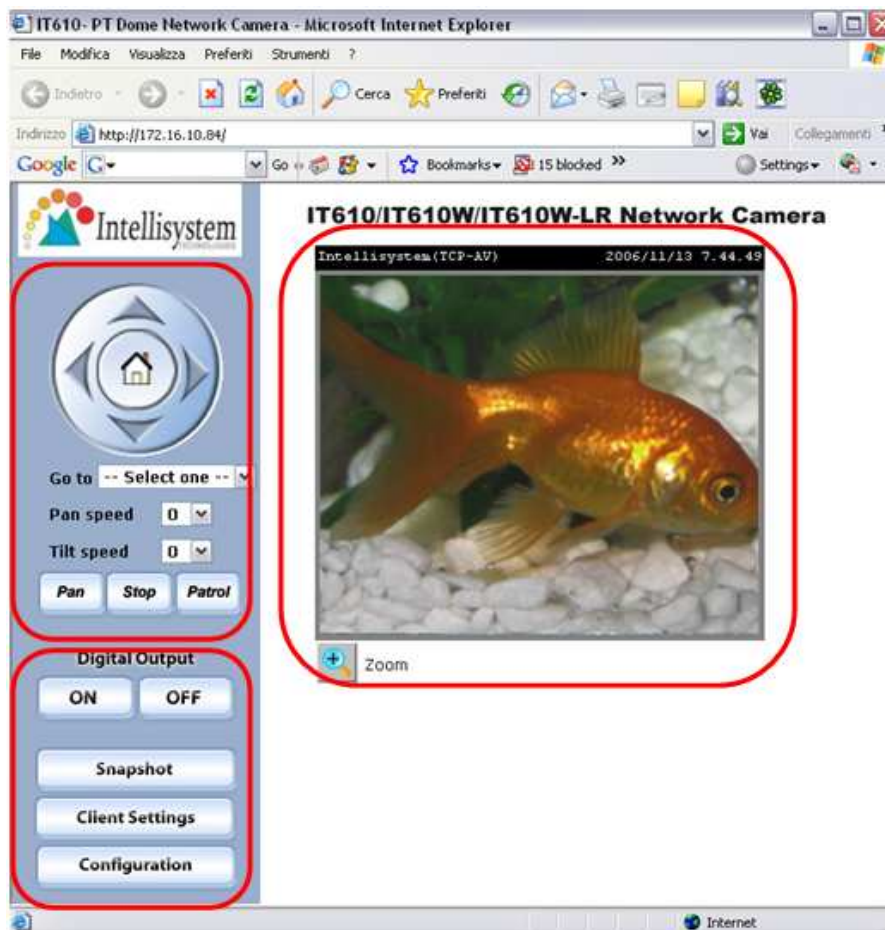 IT610- PT Dome Network Camera - Microsoft Internet Explorer
File Modifica Visualizza Preferiti Strumenti ?
Indietro Cerca Preferiti
Indirizzo http://172.16.10.84/ Vai Collegamenti
Google G Go Bookmarks 15 blocked » Settings
Intellisystem
TECHNOLOGIES
IT610/IT610W/IT610W-LR Network Camera
Intellisystem(TCP-AV) 2006/11/13 7.44.49
Go to -- Select one --
Pan speed 0
Tilt speed 0
Pan Stop Patrol
Zoom
Digital Output
ON OFF
Snapshot
Client Settings
Configuration
Internet